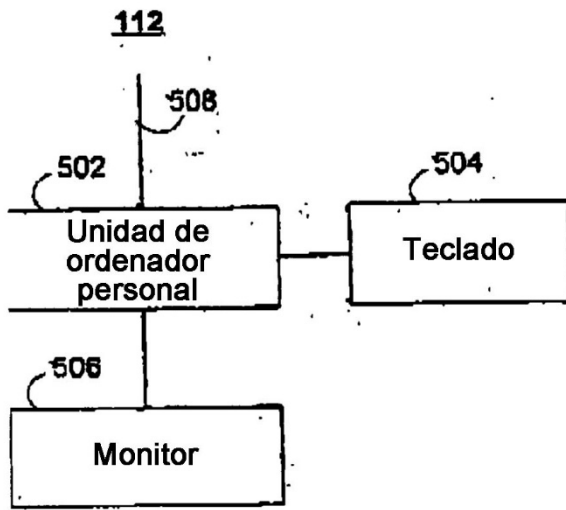 112
508
502
504
Unidad de
ordenador
personal
Teclado
506
Monitor